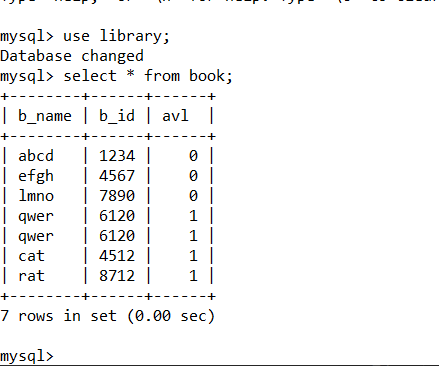 mysql> use library;
Database changed
mysql> select * from book;
+--------+------+------+
| b_name | b_id | avl  |
+--------+------+------+
| abcd   | 1234 |    0 |
| efgh   | 4567 |    0 |
| lmno   | 7890 |    0 |
| qwer   | 6120 |    1 |
| qwer   | 6120 |    1 |
| cat    | 4512 |    1 |
| rat    | 8712 |    1 |
+--------+------+------+
7 rows in set (0.00 sec)
mysql>